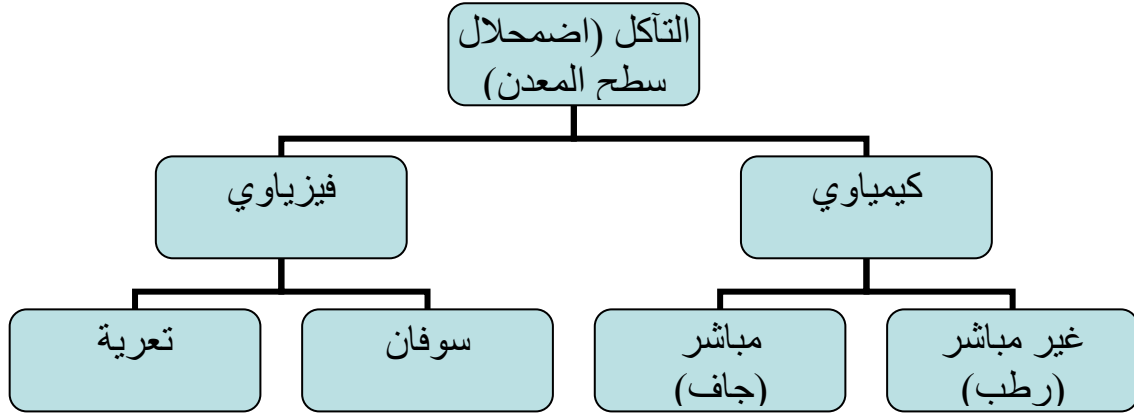 التآكل (اضمحلال
سطح المعدن)
كيمياوي
فيزياوي
غير مباشر
(رطب)
مباشر
(جاف)
سوفان
تعرية